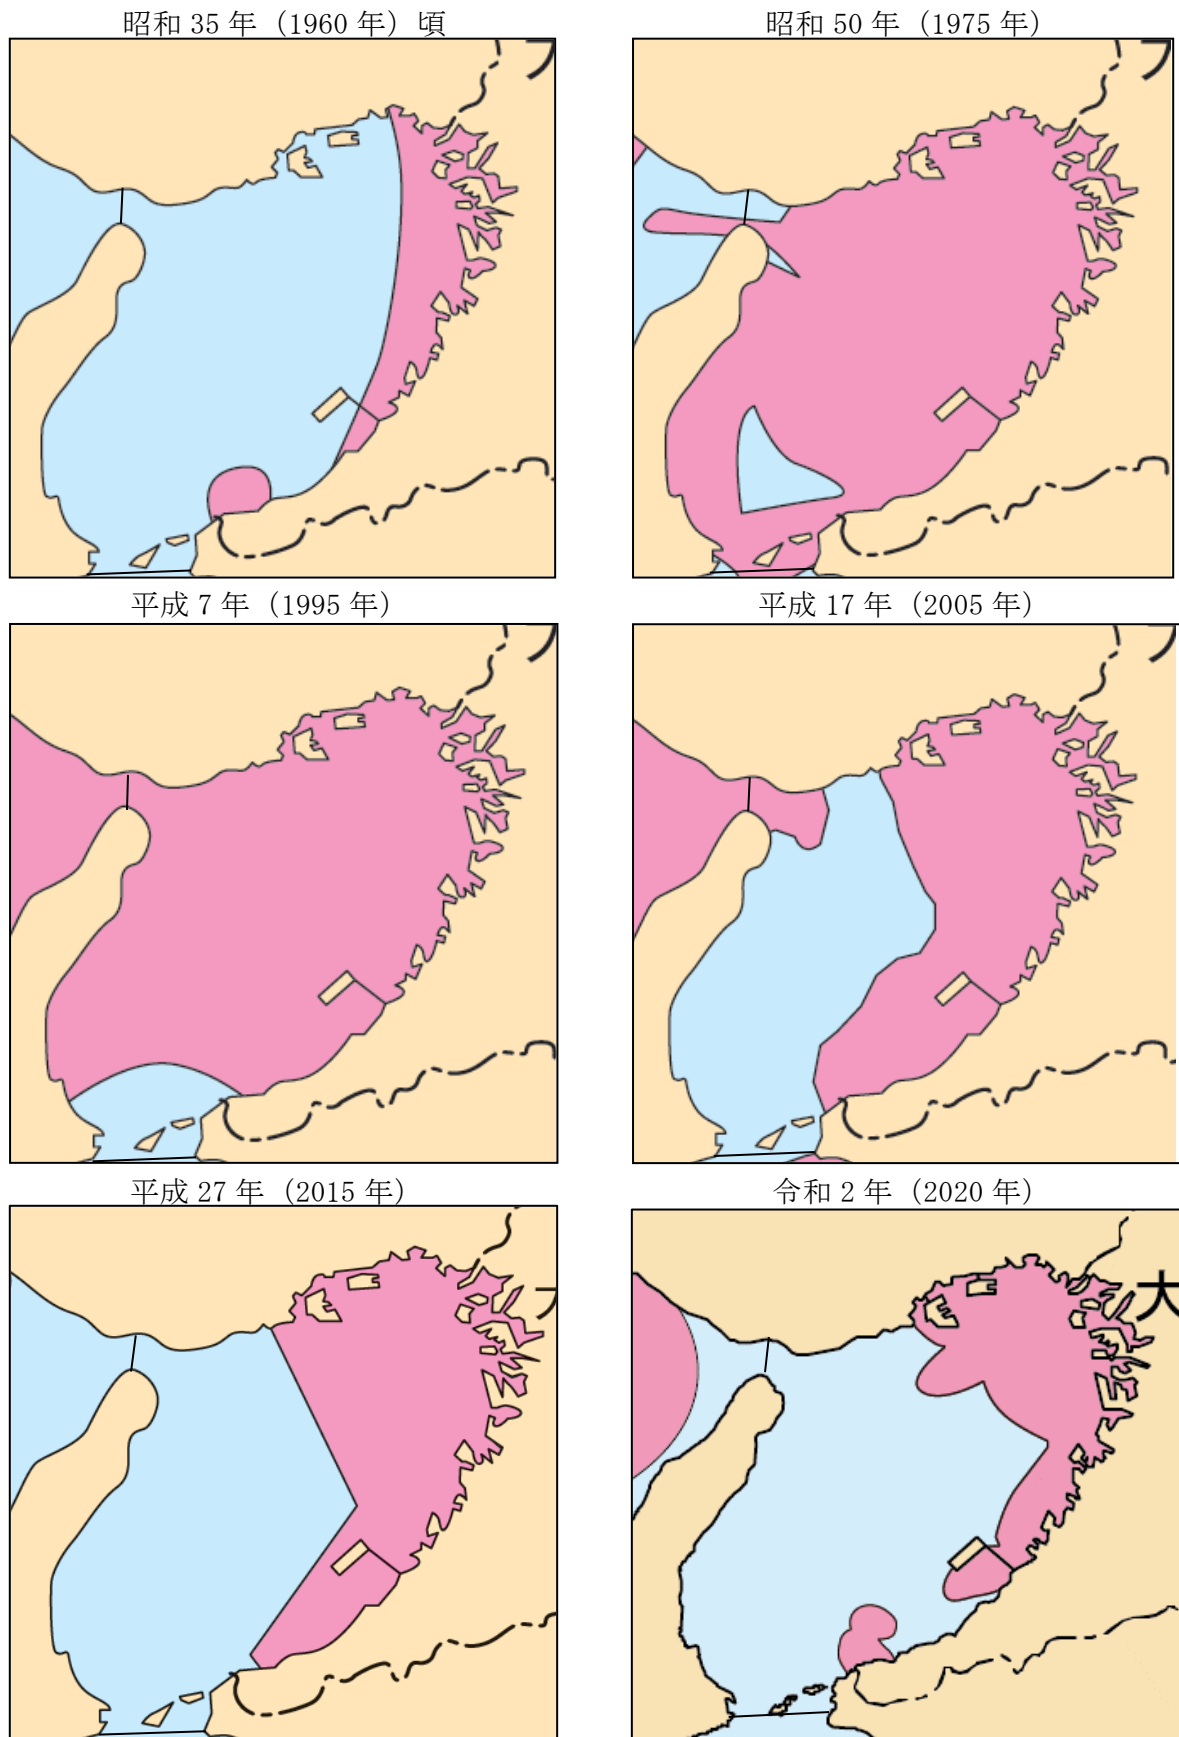 昭和 35 年（1960 年）頃
昭和 50 年（1975 年）
平成 7 年（1995 年）
平成 17 年（2005 年）
平成 27 年（2015 年）
令和 2 年（2020 年）
大